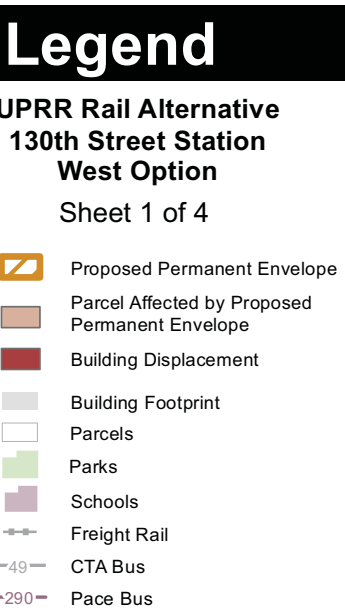 Legend
UPRR Rail Alternative
130th Street Station
West Option
Sheet 1 of 4
Proposed Permanent Envelope
Parcel Affected by Proposed
Permanent Envelope
Building Displacement
Building Footprint
Parcels
Parks
Schools
Freight Rail
49 CTA Bus
290 Pace Bus